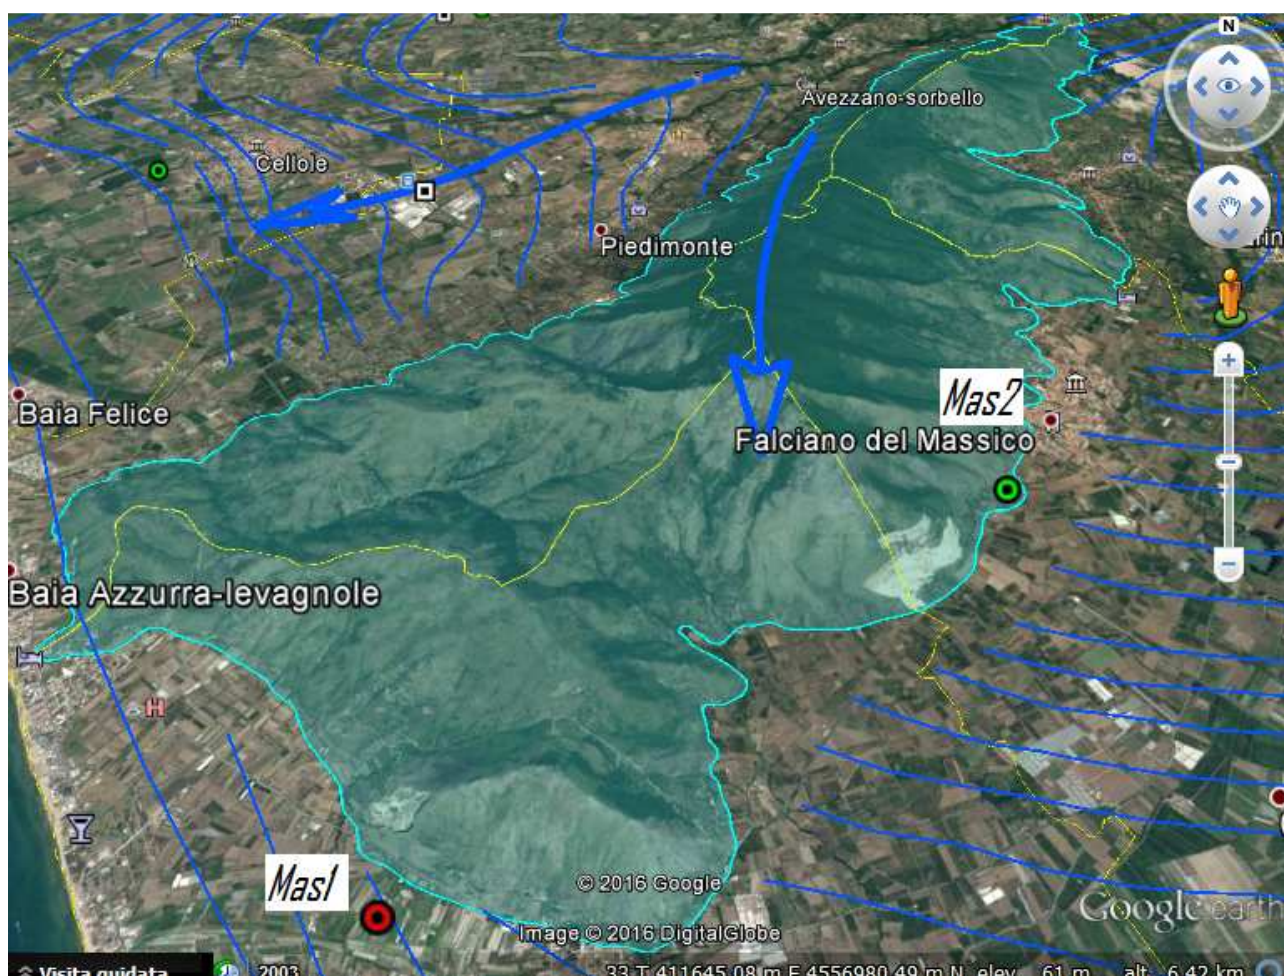 N
Avezzano-sorbello
Cellole
Piedimonte
Mas2
Baia Felice
Falciano del Massico
Baia Azzurra-levagnole
H
Mas1
© 2016 Google
Google earth
Image © 2016 DigitalGlobe
Visita guidata
2003
33 T 411645.08 m E 4556980.49 m N elev 61 m alt 6.42 km